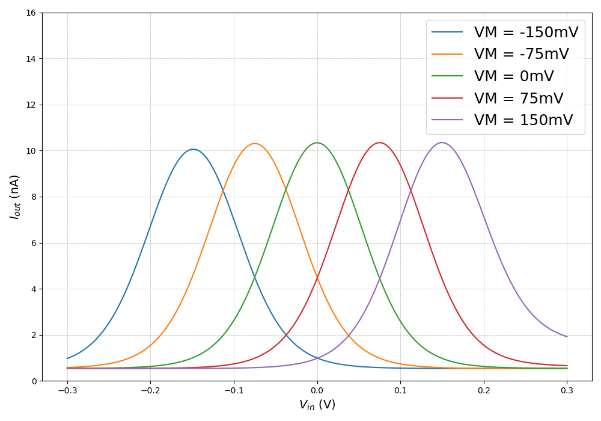 16
14
12
10
8
6
4
2
0
I_out (nA)
VM = -150mV
VM = -75mV
VM = 0mV
VM = 75mV
VM = 150mV
−0.3 −0.2 −0.1 0.0 0.1 0.2 0.3
V_in (V)